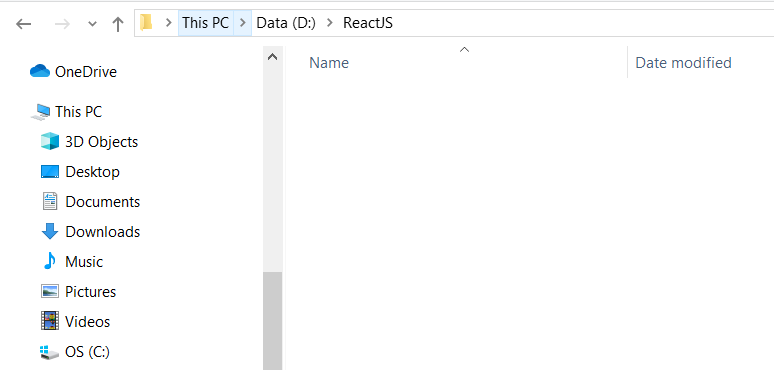 This PC Data (D:) ReactJS
Name Date modified
OneDrive
This PC
3D Objects
Desktop
Documents
Downloads
Music
Pictures
Videos
OS (C:)